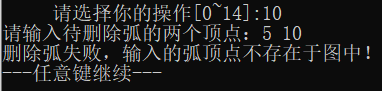 请选择你的操作[0~14]:10
请输入待删除弧的两个顶点：5 10
删除弧失败，输入的弧顶点不存在于图中！
---任意键继续---